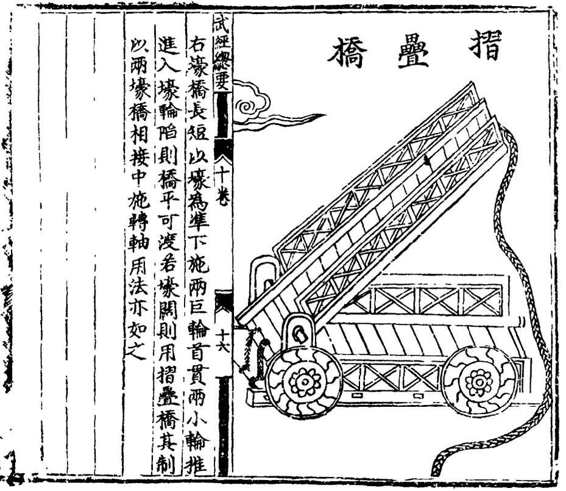 摺疊橋
武經總要
十卷
十六
右濠橋長短以壕為準下施兩巨輪首貫兩小輪推
進入壕輪陷則橋平可渡若壕闊則用摺疊橋其制
以兩壕橋相接中施轉軸用法亦如之